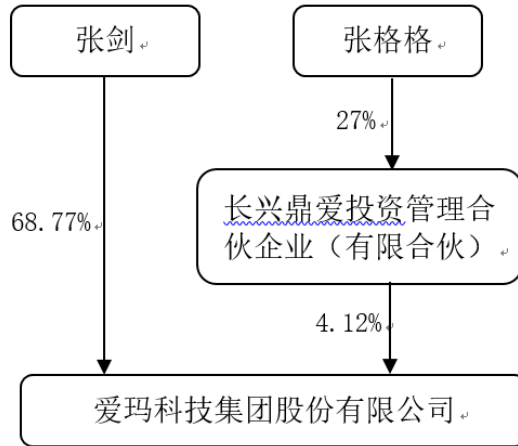 张剑
张格格
27%
68.77%
长兴鼎爱投资管理合
伙企业（有限合伙）
4.12%
爱玛科技集团股份有限公司